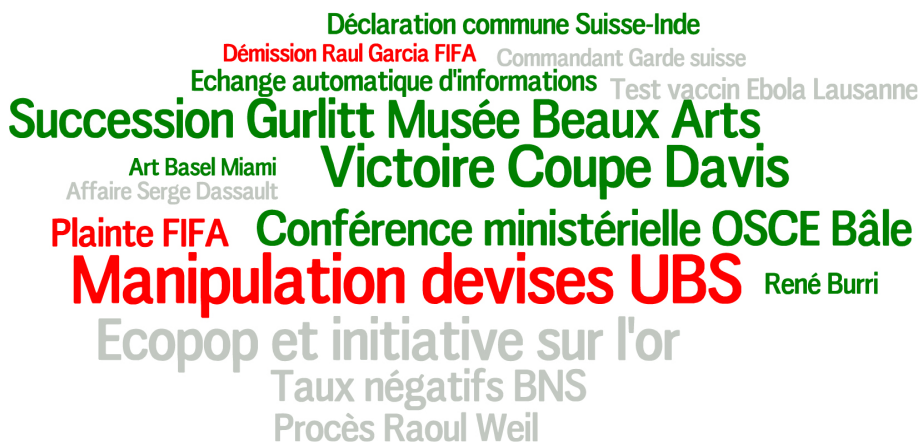 Déclaration commune Suisse-Inde
Démission Raul Garcia FIFA
Commandant Garde suisse
Echange automatique d'informations
Test vaccin Ebola Lausanne
Succession Gurlitt Musée Beaux Arts
Art Basel Miami
Victoire Coupe Davis
Affaire Serge Dassault
Plainte FIFA
Conférence ministérielle OSCE Bâle
Manipulation devises UBS
René Burri
Ecopop et initiative sur l'or
Taux négatifs BNS
Procès Raoul Weil